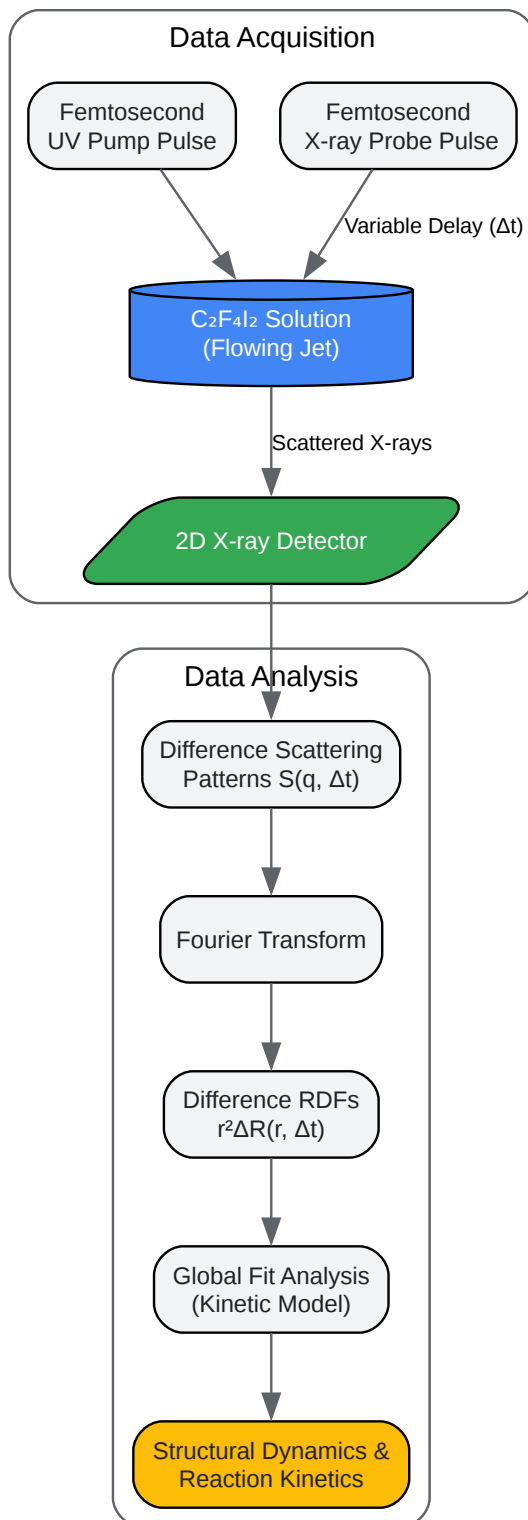 Data Acquisition
Femtosecond
UV Pump Pulse
Femtosecond
X-ray Probe Pulse
Variable Delay (Δt)
C₂F₄I₂ Solution
(Flowing Jet)
Scattered X-rays
2D X-ray Detector
Data Analysis
Difference Scattering
Patterns S(q, Δt)
Fourier Transform
Difference RDFs
r²ΔR(r, Δt)
Global Fit Analysis
(Kinetic Model)
Structural Dynamics &
Reaction Kinetics